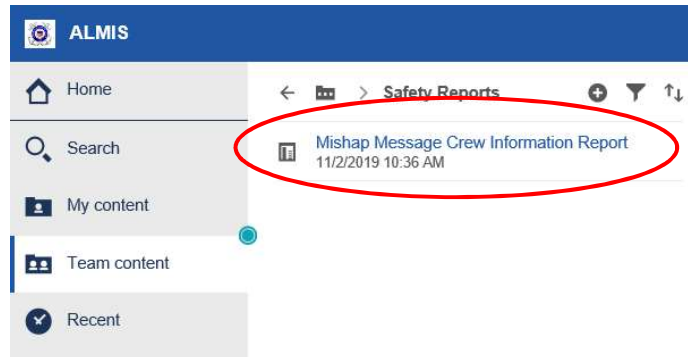 ALMIS
Home
Search
My content
Team content
Recent
> Safety Reports
Mishap Message Crew Information Report
11/2/2019 10:36 AM